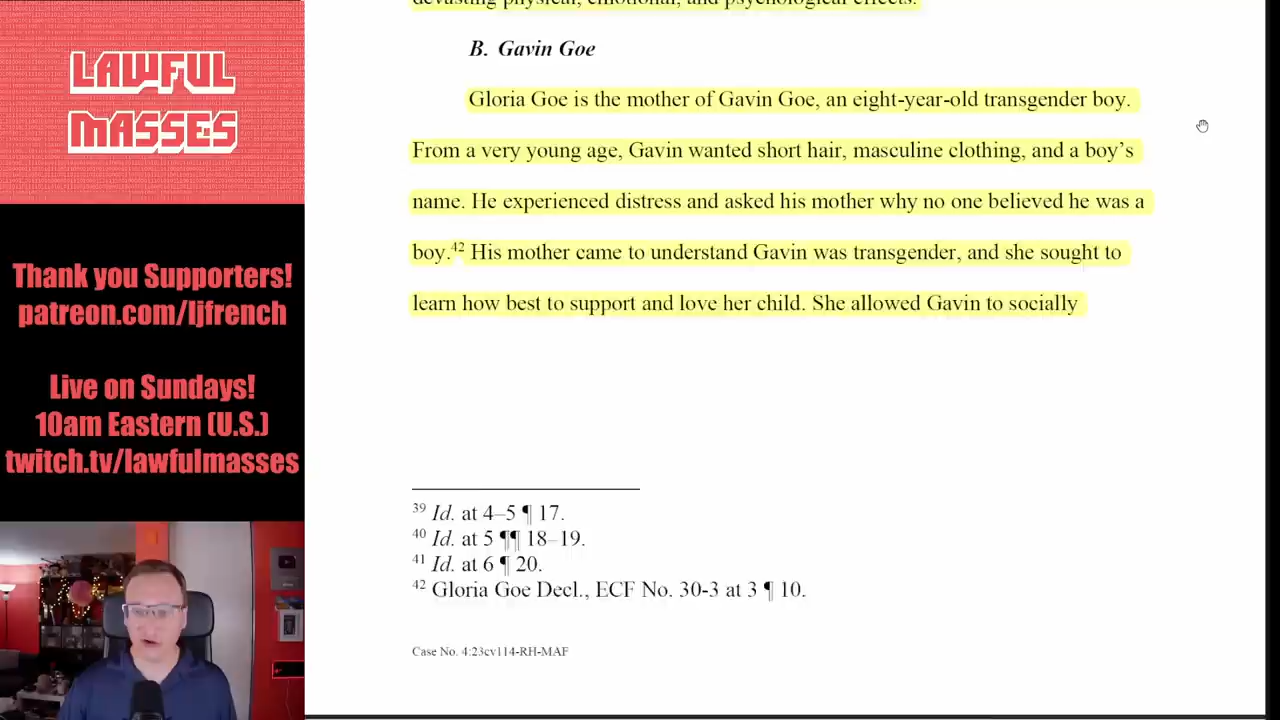 LAWFUL
MASSES
Thank you Supporters!
patreon.com/ljfrench
Live on Sundays!
10am Eastern (U.S.)
twitch.tv/lawfulmasses
devasting physical, emotional, and psychological effects.
B. Gavin Goe
Gloria Goe is the mother of Gavin Goe, an eight-year-old transgender boy.
From a very young age, Gavin wanted short hair, masculine clothing, and a boy's
name. He experienced distress and asked his mother why no one believed he was a
boy.42 His mother came to understand Gavin was transgender, and she sought to
learn how best to support and love her child. She allowed Gavin to socially
39 Id. at 4–5 ¶ 17.
40 Id. at 5 ¶¶ 18–19.
41 Id. at 6 ¶ 20.
42 Gloria Goe Decl., ECF No. 30-3 at 3 ¶ 10.
Case No. 4:23cv114-RH-MAF